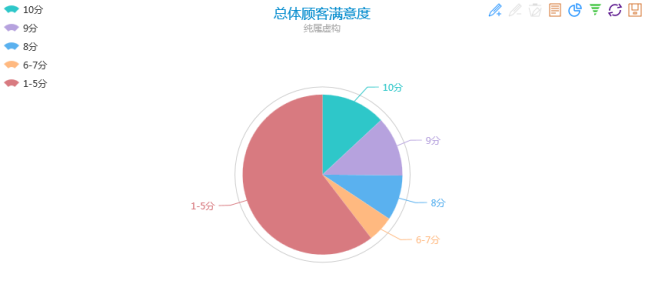 总体顾客满意度
纯属虚构
10分
9分
8分
6-7分
1-5分
10分
9分
8分
6-7分
1-5分